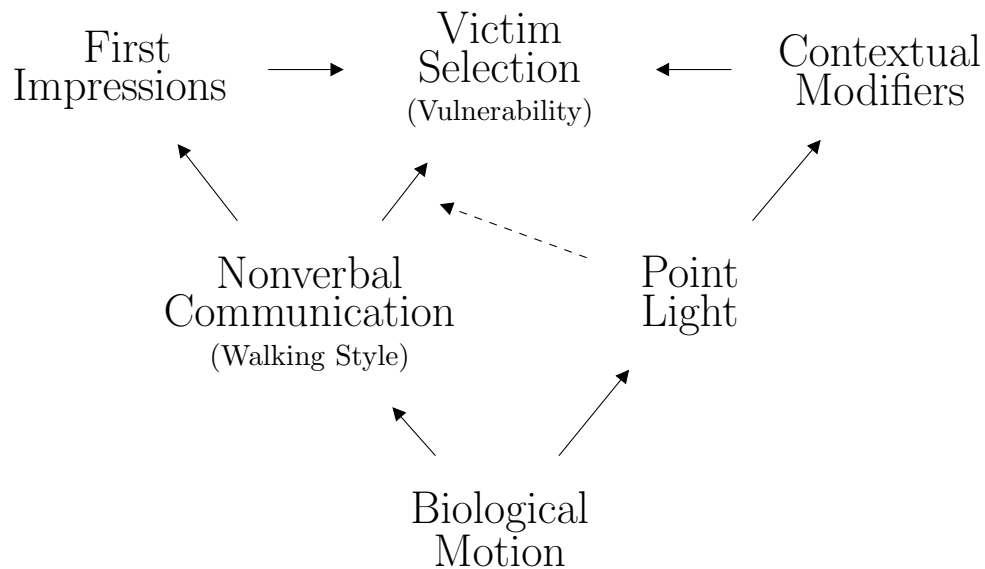 First
Impressions
Victim
Selection
(Vulnerability)
Contextual
Modifiers
Nonverbal
Communication
(Walking Style)
Point
Light
Biological
Motion